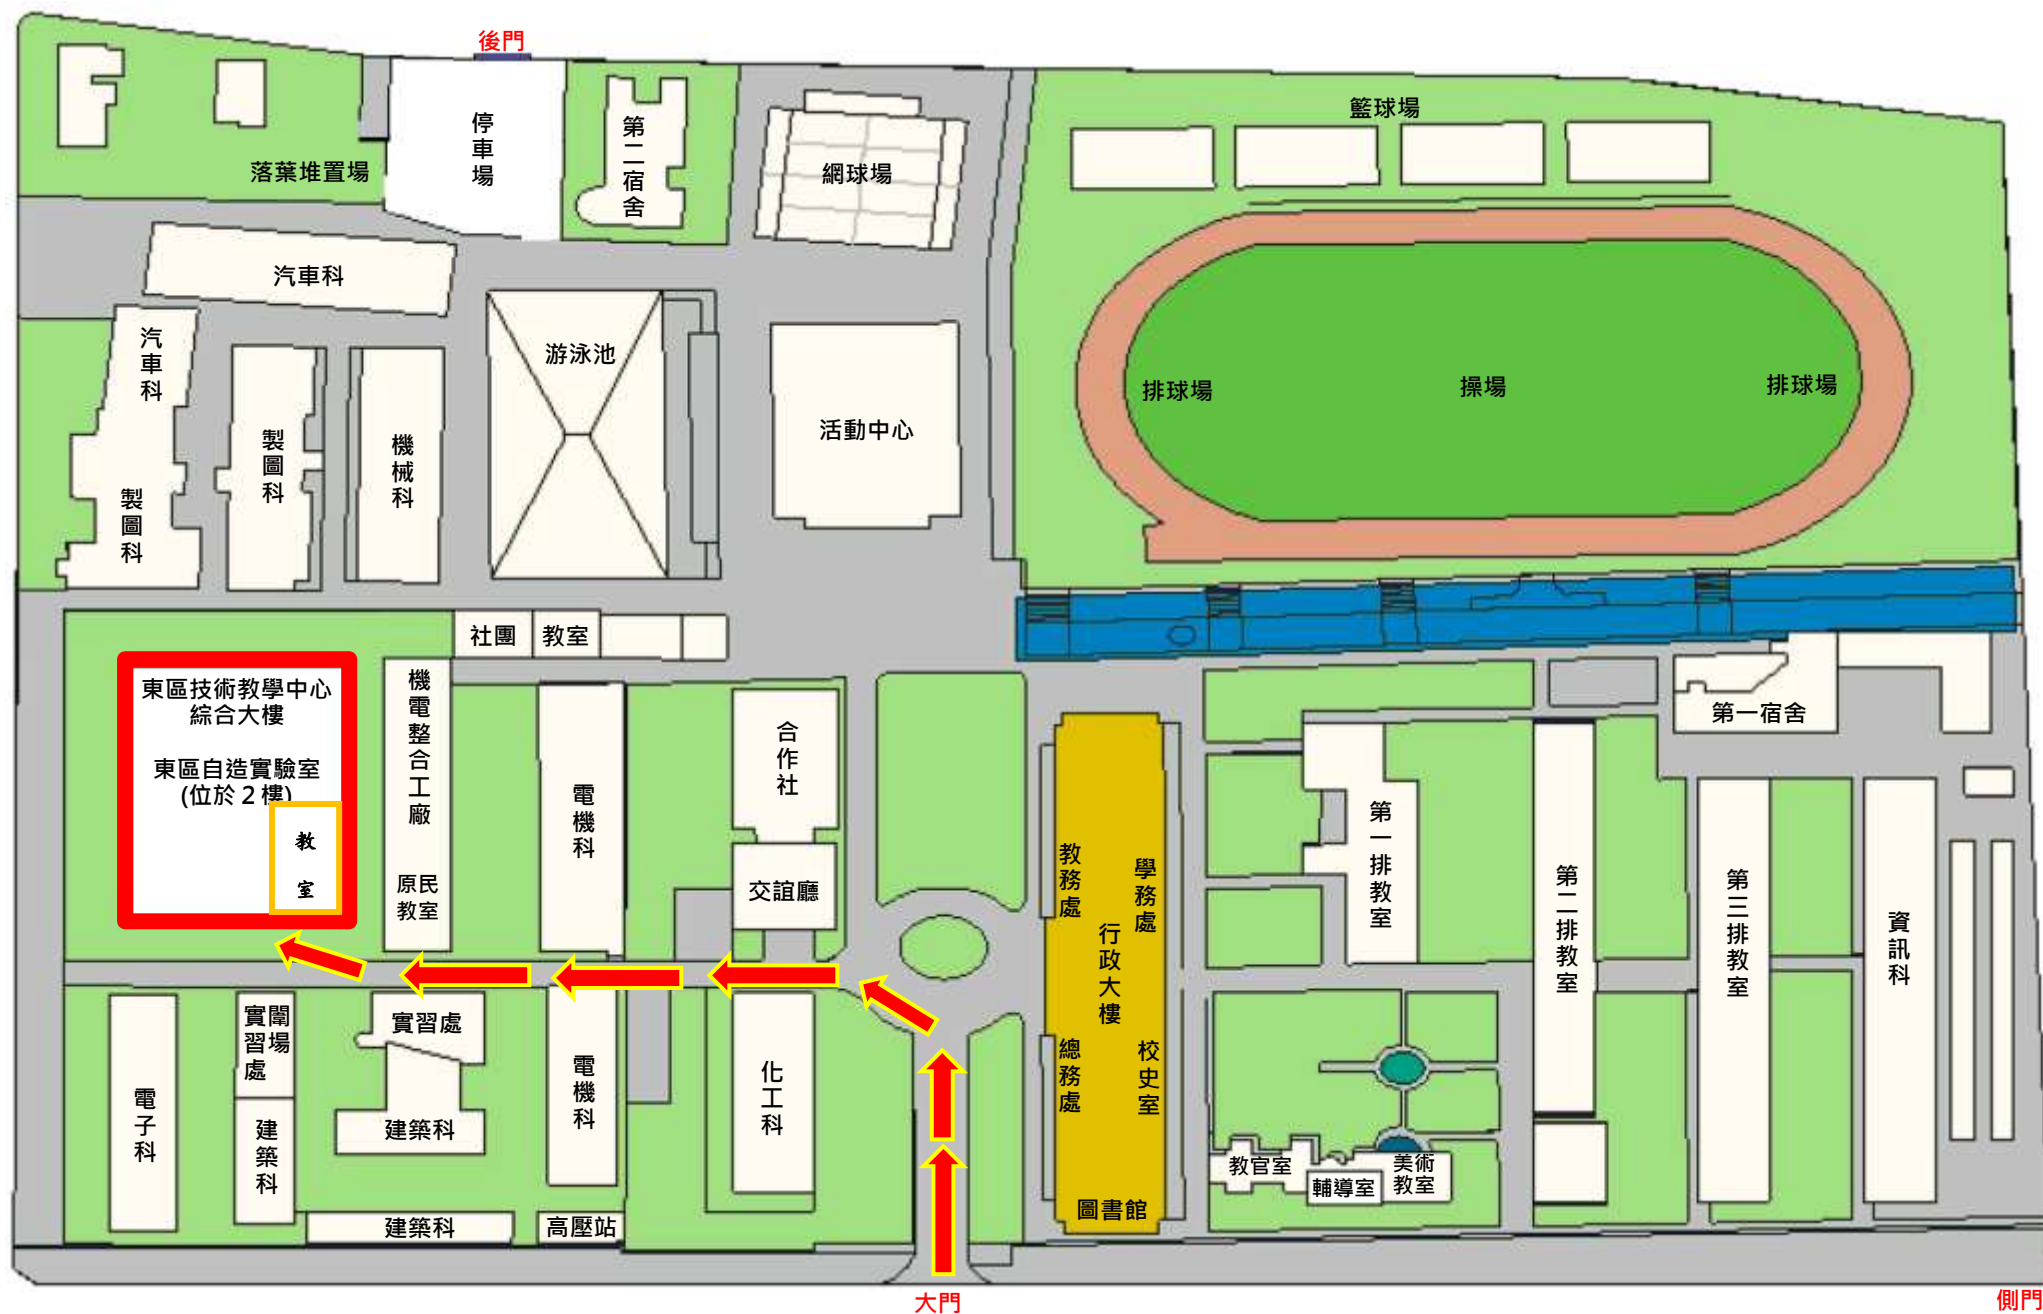 後門
停車場
第二宿舍
籃球場
落葉堆置場
網球場
汽車科
汽車科
製圖科
製圖科
機械科
游泳池
活動中心
排球場
操場
排球場
社團
教室
東區技術教學中心
綜合大樓
東區自造實驗室
(位於 2 樓)
教室
機電整合工廠
原民
教室
電機科
合作社
交誼廳
教務處
學務處
行政大樓
總務處
校史室
圖書館
第一排教室
第二排教室
第三排教室
第一宿舍
資訊科
電子科
實習處
闈場
建築科
實習處
建築科
電機科
化工科
建築科
高壓站
教官室
輔導室
美術
教室
大門
側門